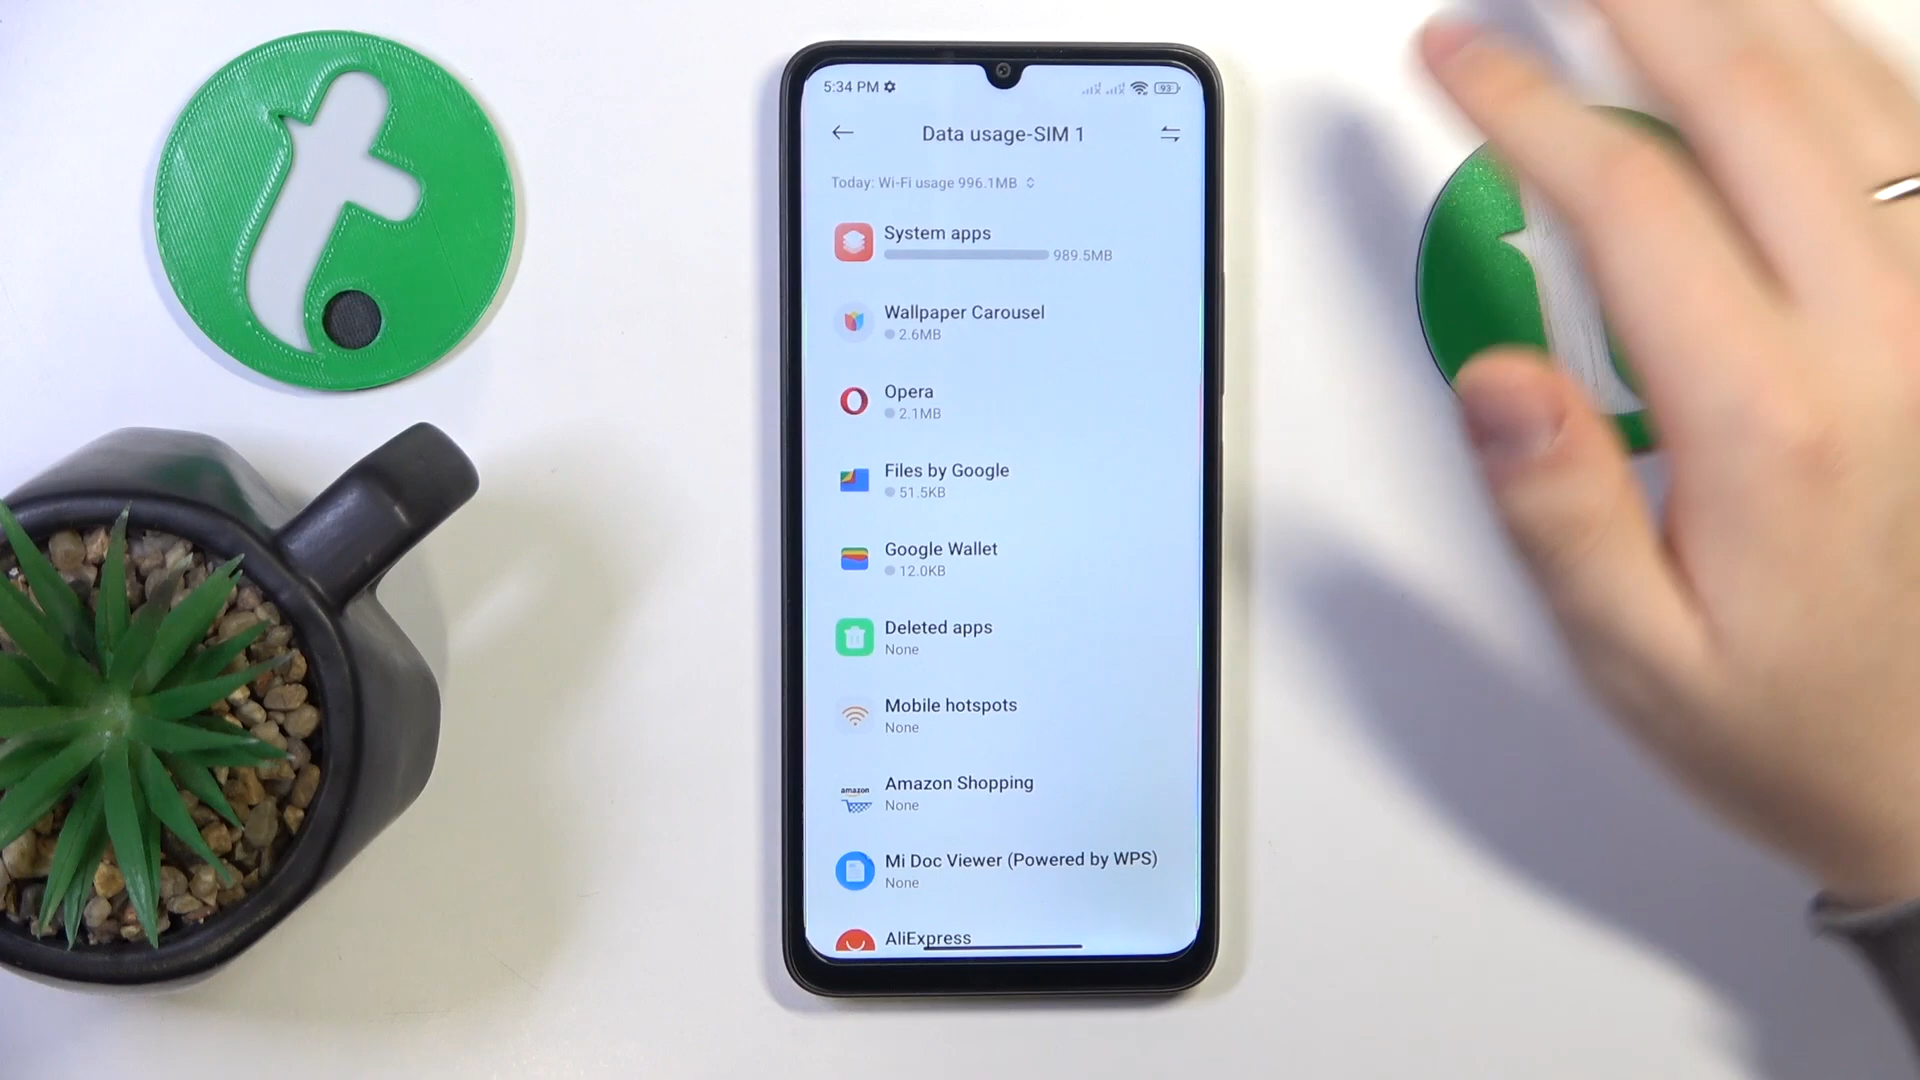 5:34 PM
93
Data usage-SIM 1
Today: Wi-Fi usage 996.1MB
System apps
989.5MB
Wallpaper Carousel
2.6MB
Opera
2.1MB
Files by Google
51.5KB
Google Wallet
12.0KB
Deleted apps
None
Mobile hotspots
None
amazon
Amazon Shopping
None
Mi Doc Viewer (Powered by WPS)
None
AliExpress